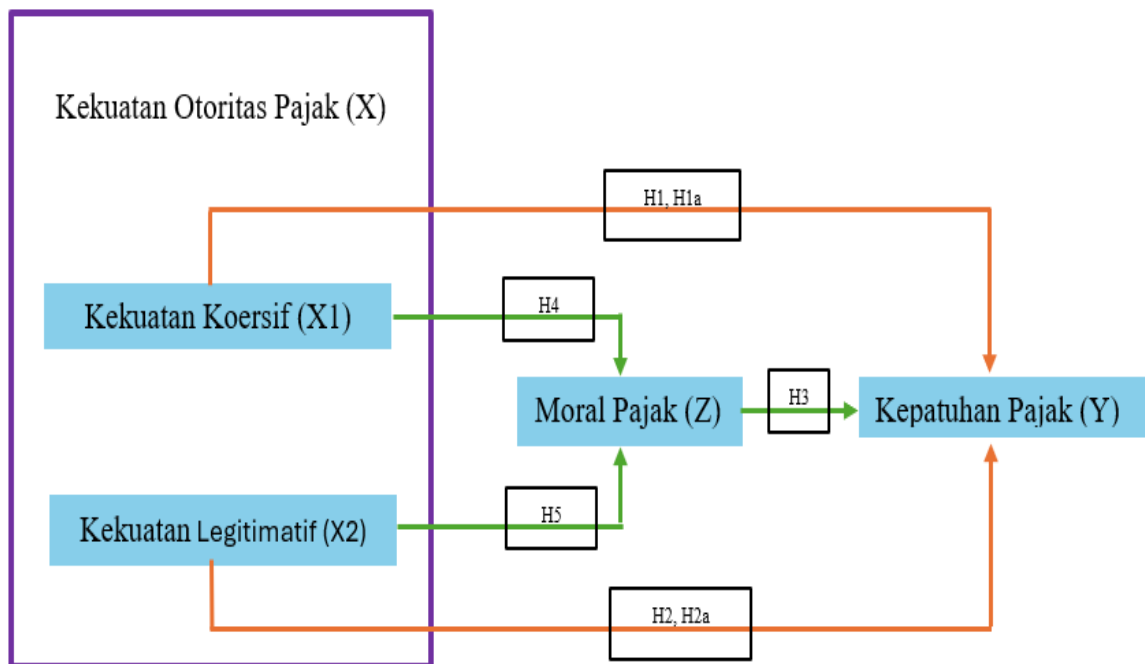 Kekuatan Otoritas Pajak (X)
H1, H1a
Kekuatan Koersif (X1)
H4
Moral Pajak (Z)
H3
Kepatuhan Pajak (Y)
Kekuatan Legitimatif (X2)
H5
H2, H2a